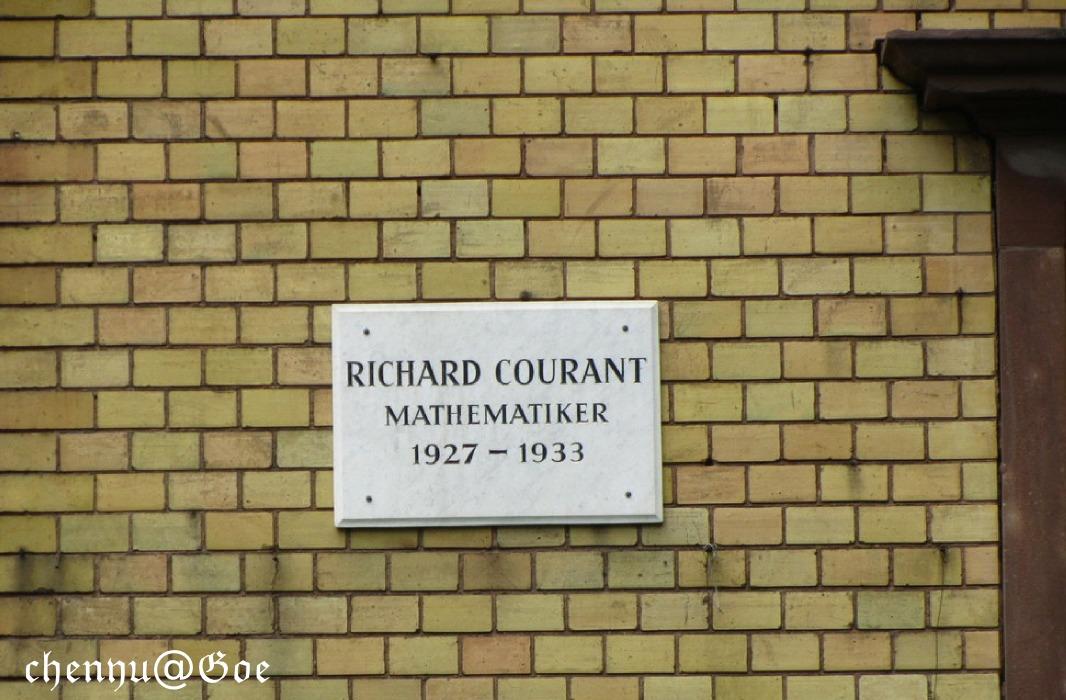 RICHARD COURANT
MATHEMATIKER
1927 – 1933
chennu@Goe